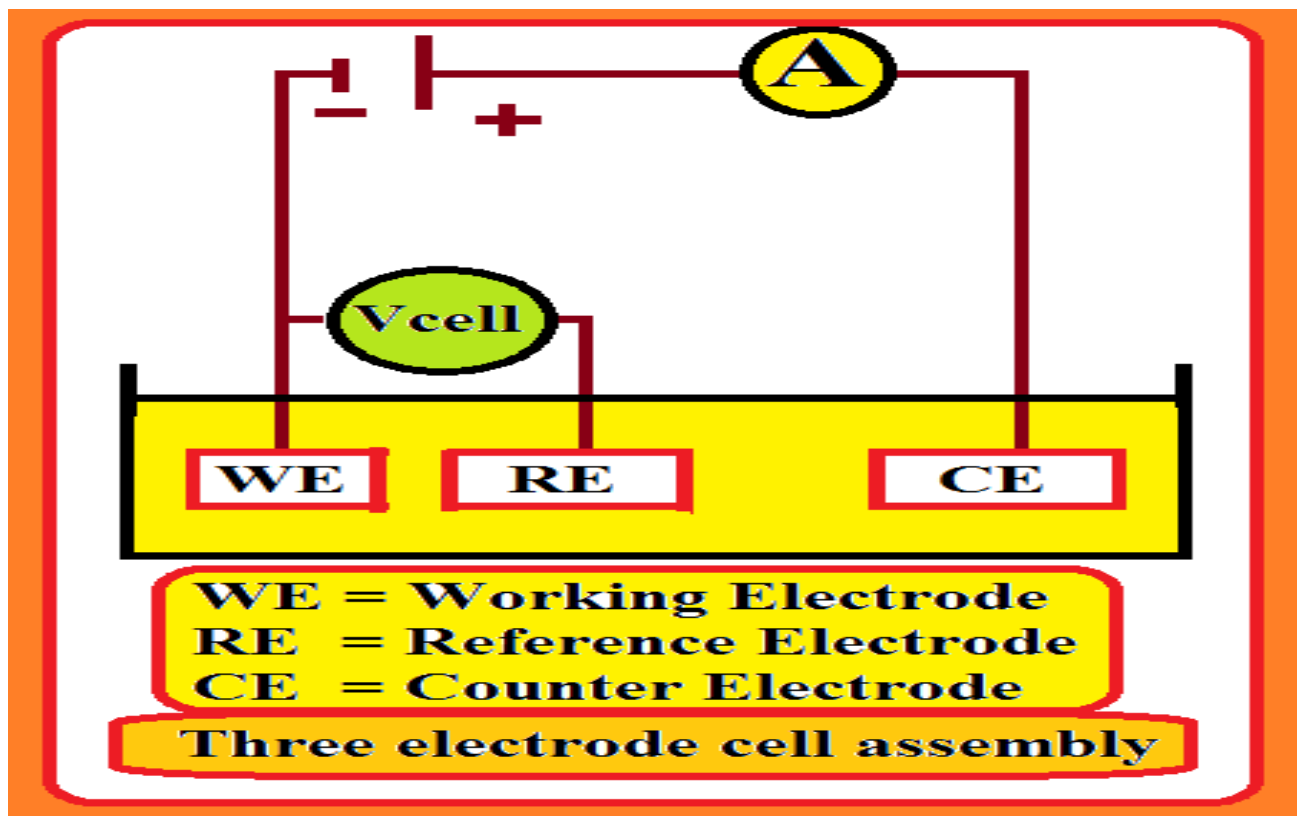 A
− +
Vcell
WE RE CE
WE = Working Electrode
RE = Reference Electrode
CE = Counter Electrode
Three electrode cell assembly